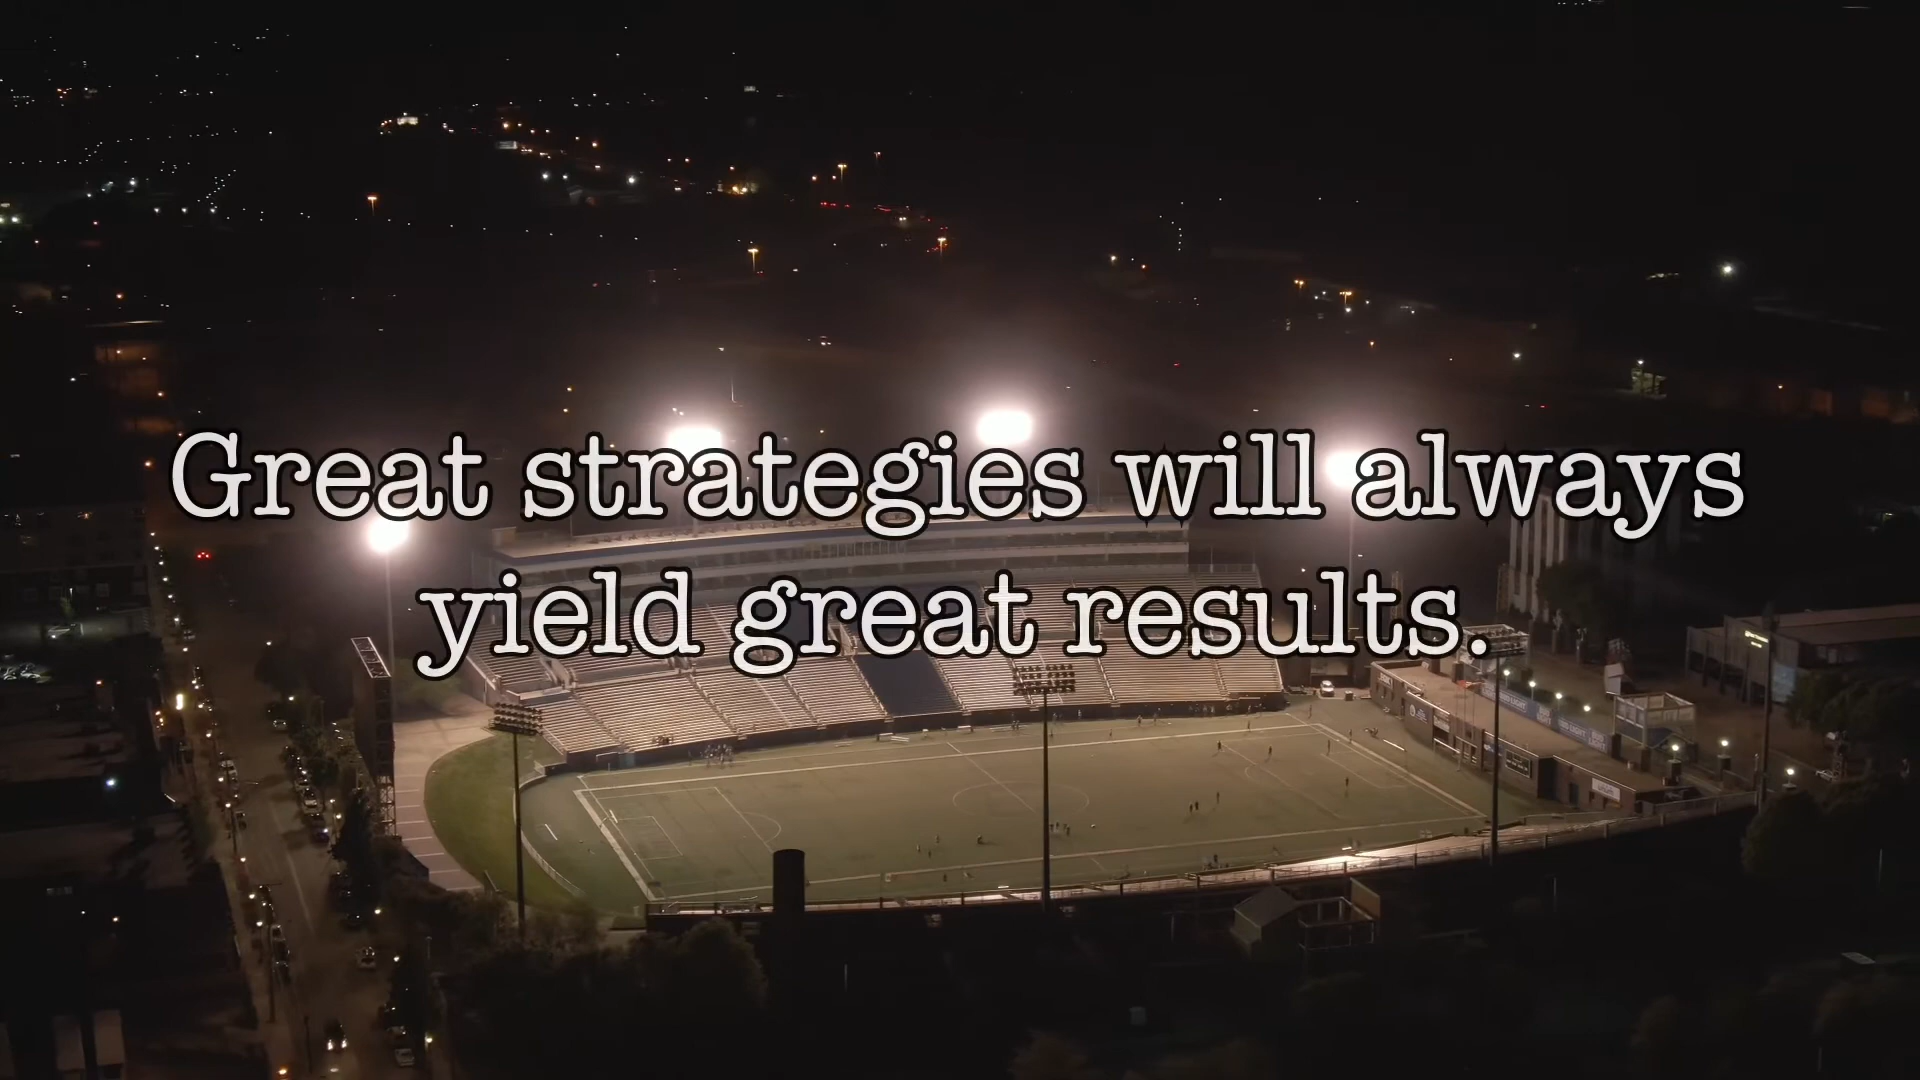 Great strategies will always
yield great results.